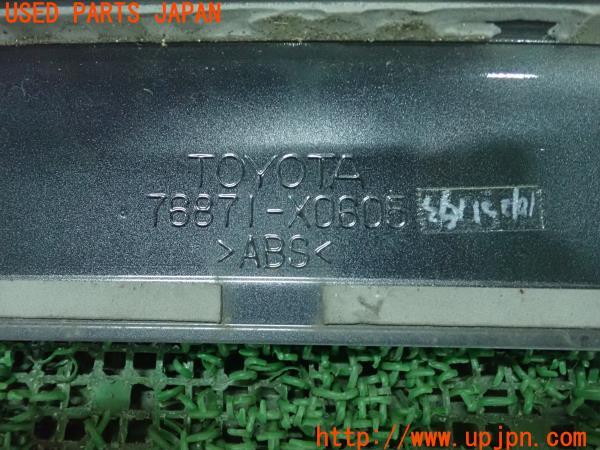 USED PARTS JAPAN
TOYOTA
76871-X0605
>ABS<
http://www.upjpn.com